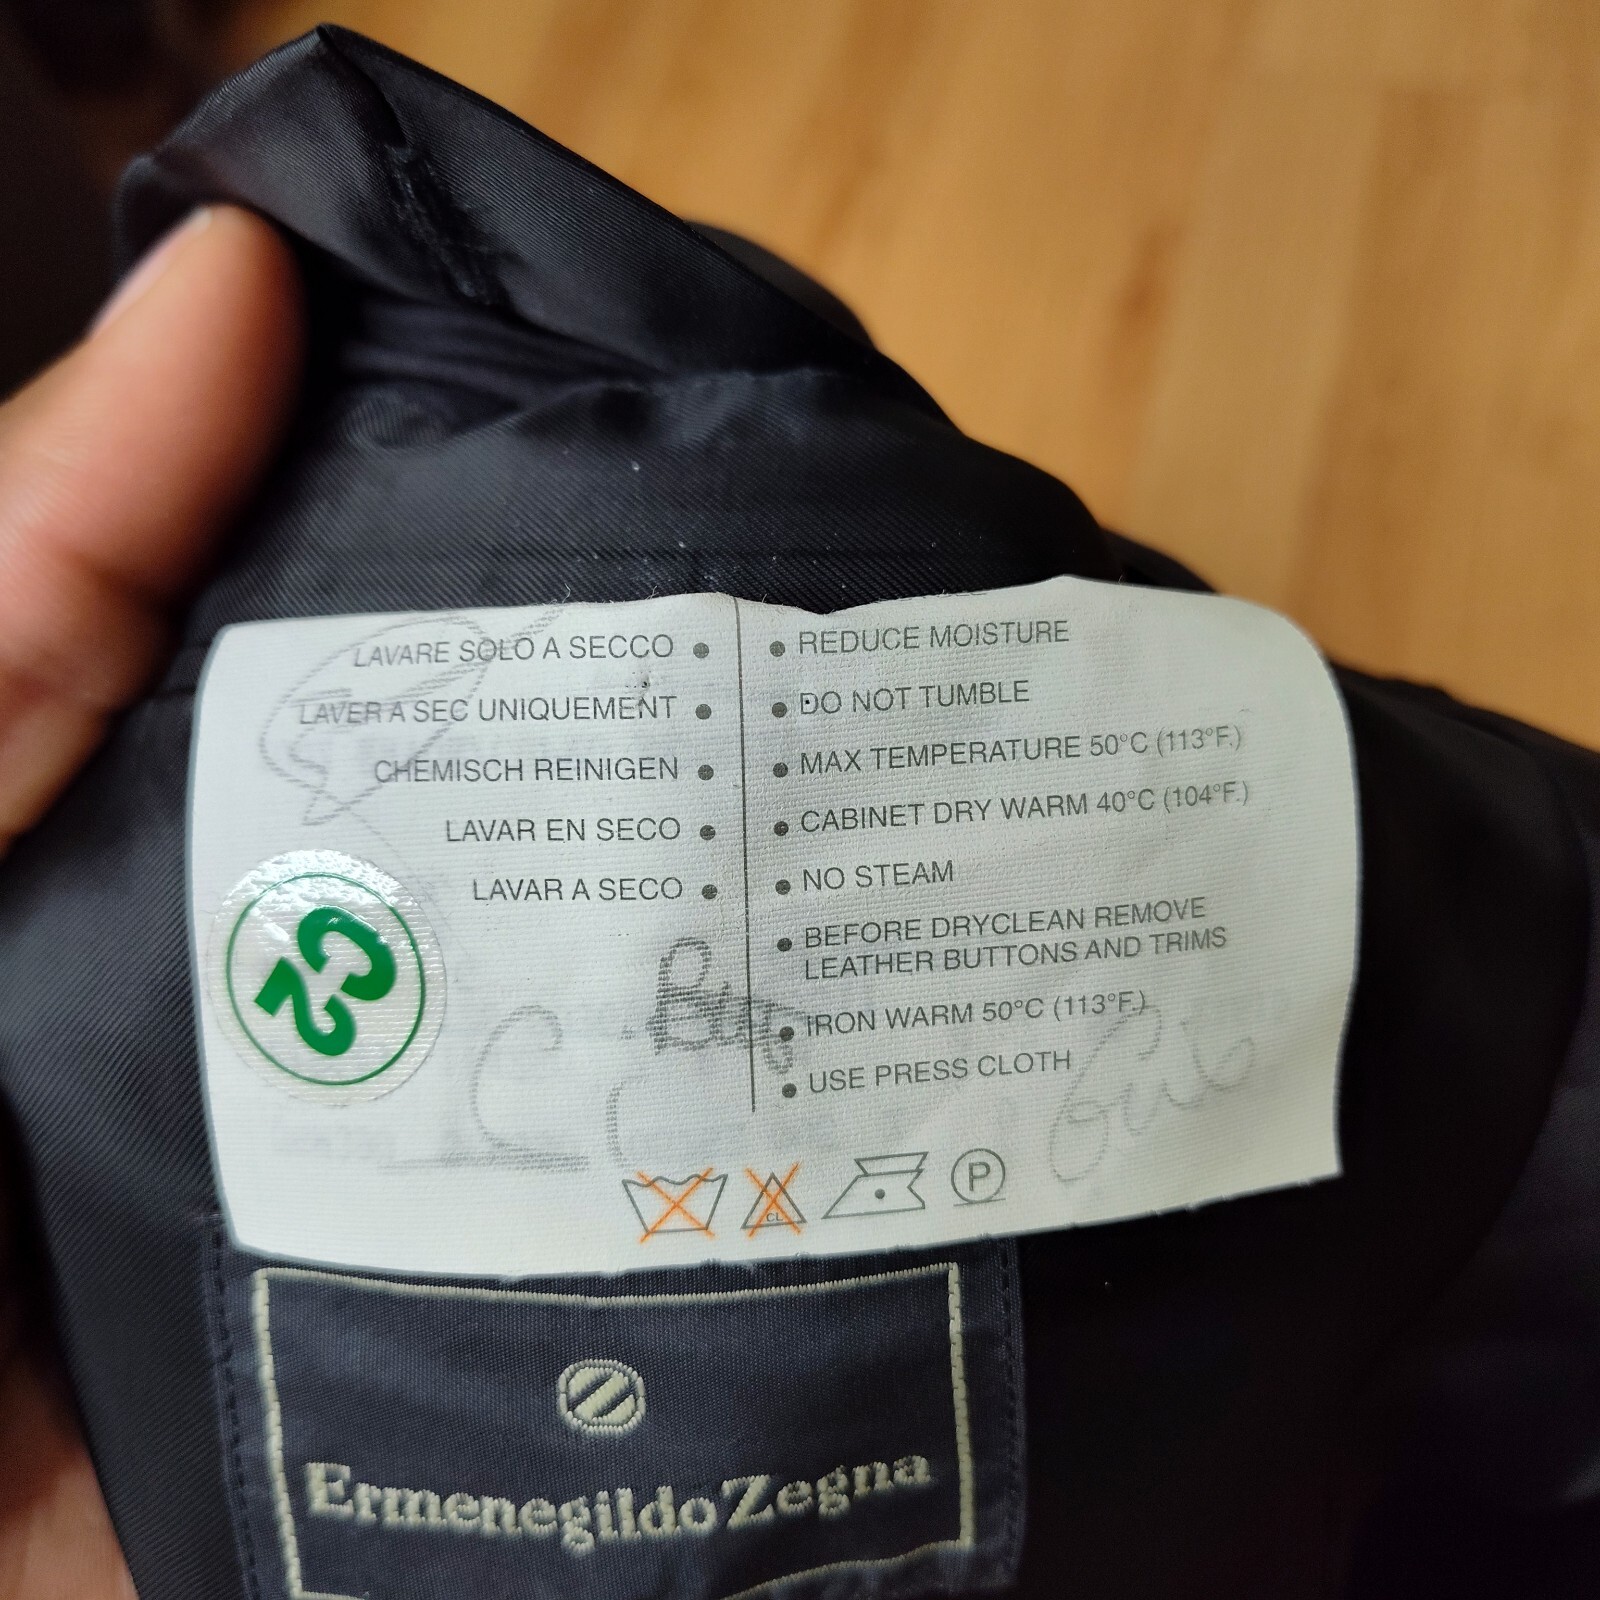 LAVARE SOLO A SECCO •
LAVER A SEC UNIQUEMENT •
CHEMISCH REINIGEN •
LAVAR EN SECO •
LAVAR A SECO •
• REDUCE MOISTURE
• DO NOT TUMBLE
• MAX TEMPERATURE 50°C (113°F.)
• CABINET DRY WARM 40°C (104°F.)
• NO STEAM
• BEFORE DRYCLEAN REMOVE
LEATHER BUTTONS AND TRIMS
• IRON WARM 50°C (113°F.)
• USE PRESS CLOTH
C2
CL
P
Ermenegildo Zegna